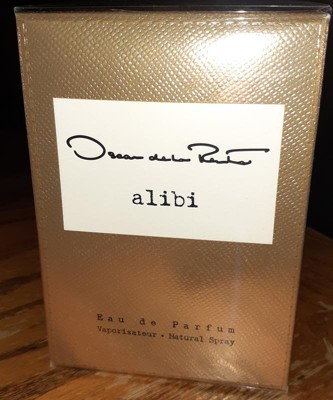 Oscar de la Renta
alibi
Eau de Parfum
Vaporisateur • Natural Spray